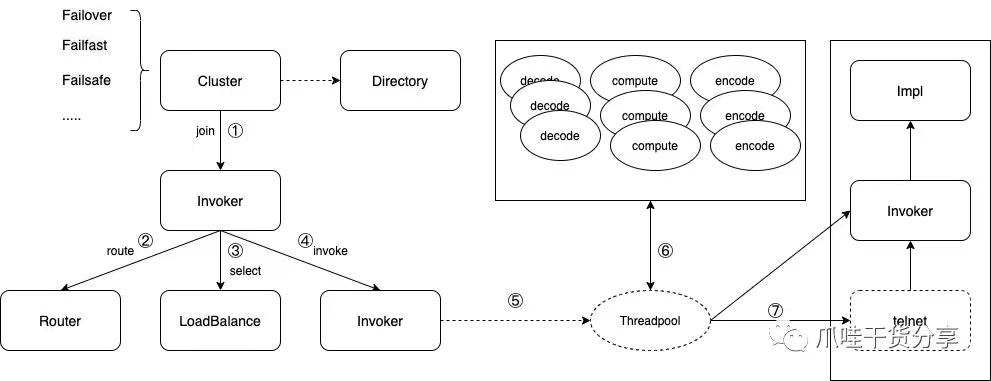 Failover
Failfast
Failsafe
.....
Cluster
Directory
join ①
Invoker
route ②
③
select
④ invoke
Router
LoadBalance
Invoker
⑤
Threadpool
⑥
decode
decode
decode
compute
compute
compute
encode
encode
encode
⑦
Impl
Invoker
telnet
爪哇干货分享